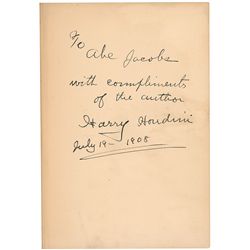 To Abe Jacobs
with compliments
of the author
Harry Houdini
July 19 - 1908